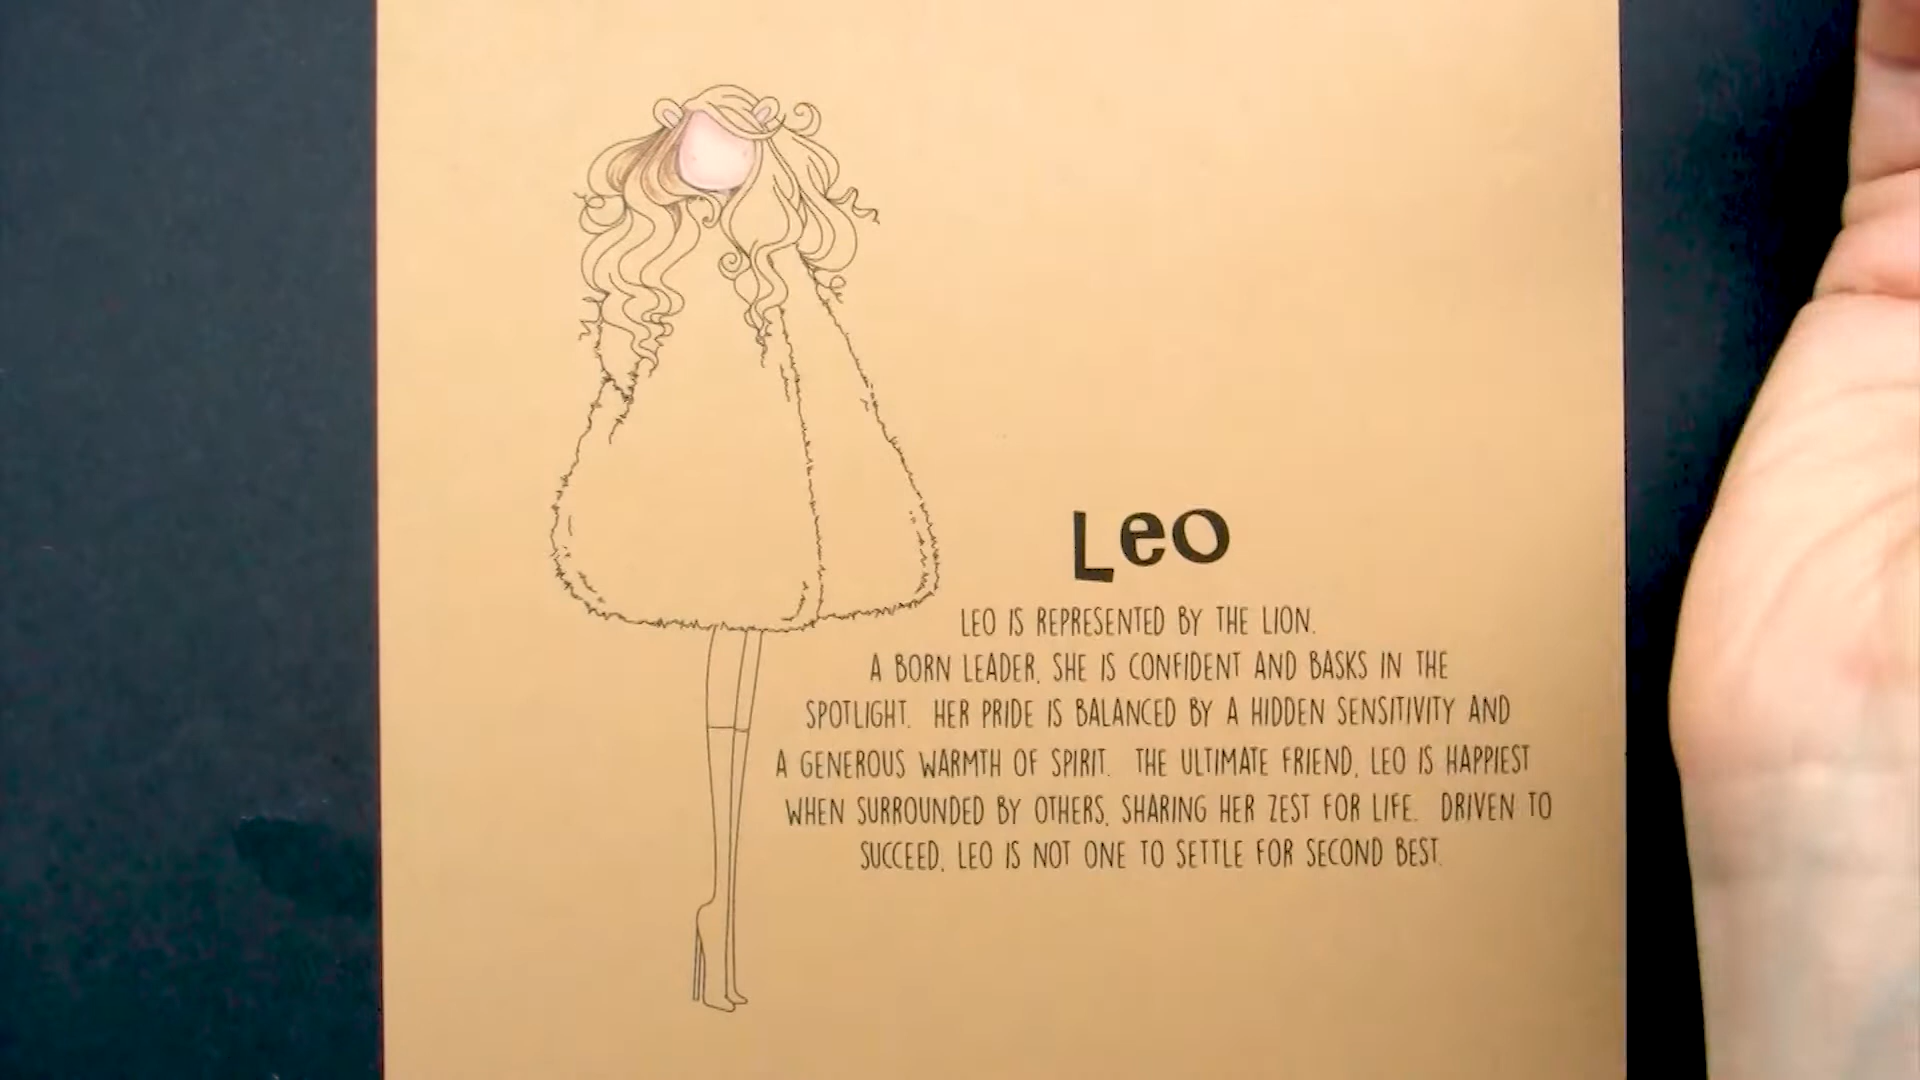 Leo
LEO IS REPRESENTED BY THE LION.
A BORN LEADER, SHE IS CONFIDENT AND BASKS IN THE
SPOTLIGHT. HER PRIDE IS BALANCED BY A HIDDEN SENSITIVITY AND
A GENEROUS WARMTH OF SPIRIT. THE ULTIMATE FRIEND, LEO IS HAPPIEST
WHEN SURROUNDED BY OTHERS, SHARING HER ZEST FOR LIFE. DRIVEN TO
SUCCEED, LEO IS NOT ONE TO SETTLE FOR SECOND BEST.